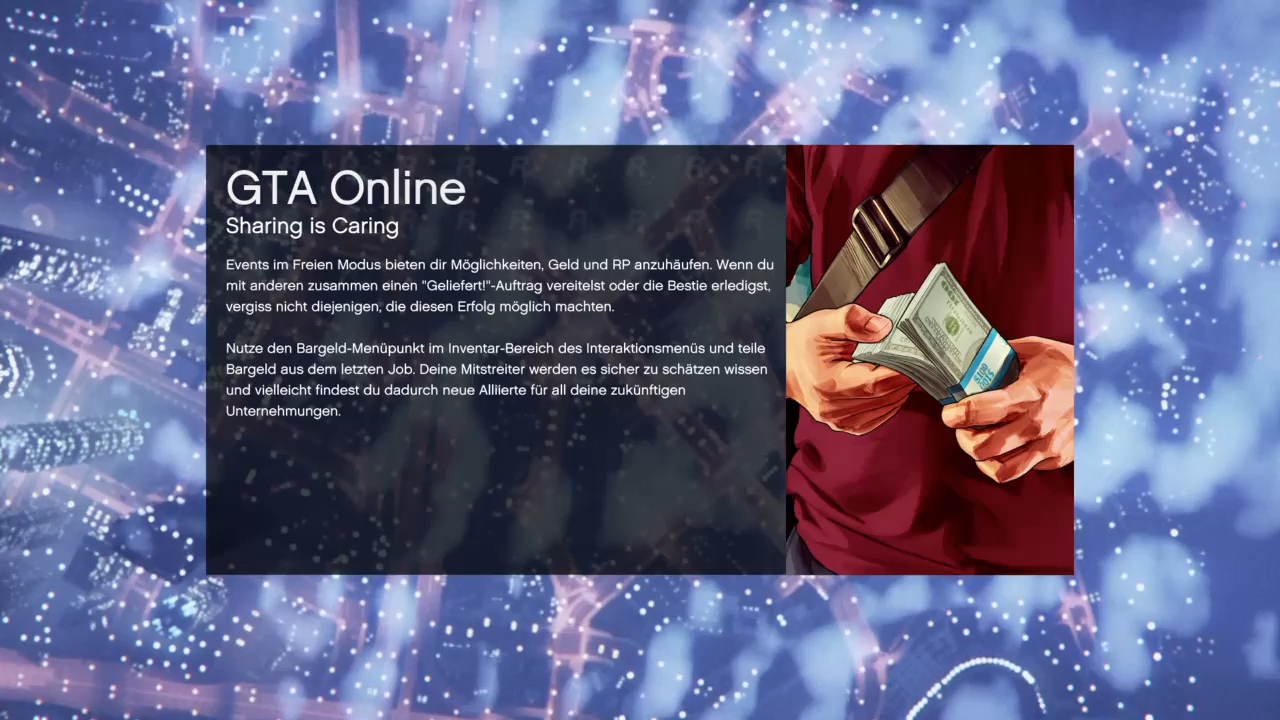 GTA Online
Sharing is Caring
Events im Freien Modus bieten dir Möglichkeiten, Geld und RP anzuhäufen. Wenn du
mit anderen zusammen einen "Geliefert!"-Auftrag vereitelst oder die Bestie erledigst,
vergiss nicht diejenigen, die diesen Erfolg möglich machten.
Nutze den Bargeld-Menüpunkt im Inventar-Bereich des Interaktionsmenüs und teile
Bargeld aus dem letzten Job. Deine Mitstreiter werden es sicher zu schätzen wissen
und vielleicht findest du dadurch neue Alliierte für all deine zukünftigen
Unternehmungen.